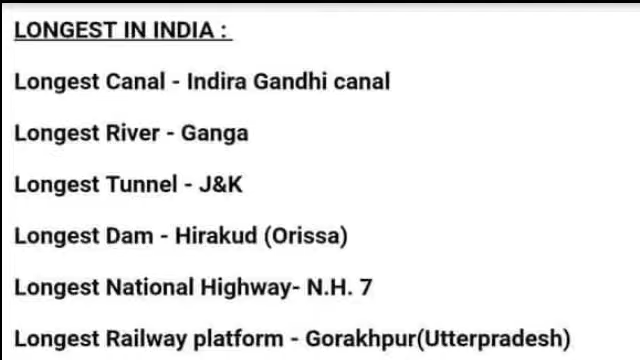 LONGEST IN INDIA :
Longest Canal - Indira Gandhi canal
Longest River - Ganga
Longest Tunnel - J&K
Longest Dam - Hirakud (Orissa)
Longest National Highway- N.H. 7
Longest Railway platform - Gorakhpur(Utterpradesh)